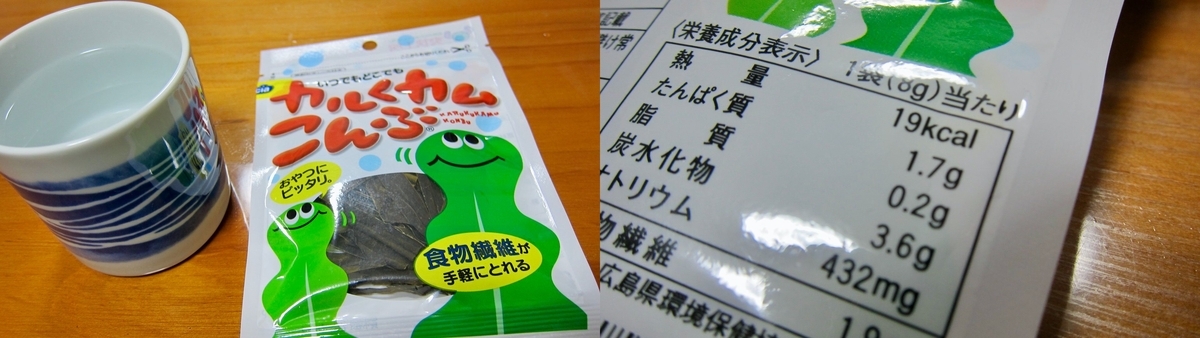 いつでもどこでも
カルくカム
こんぶ®
KARUKUKAMU
KONBU
おやつに
ピッタリ。
食物繊維が
手軽にとれる
〈栄養成分表示〉 1袋(8g)当たり
熱量 19kcal
たんぱく質 1.7g
脂質 0.2g
炭水化物 3.6g
トリウム 432mg
物繊維
広島県環境保健